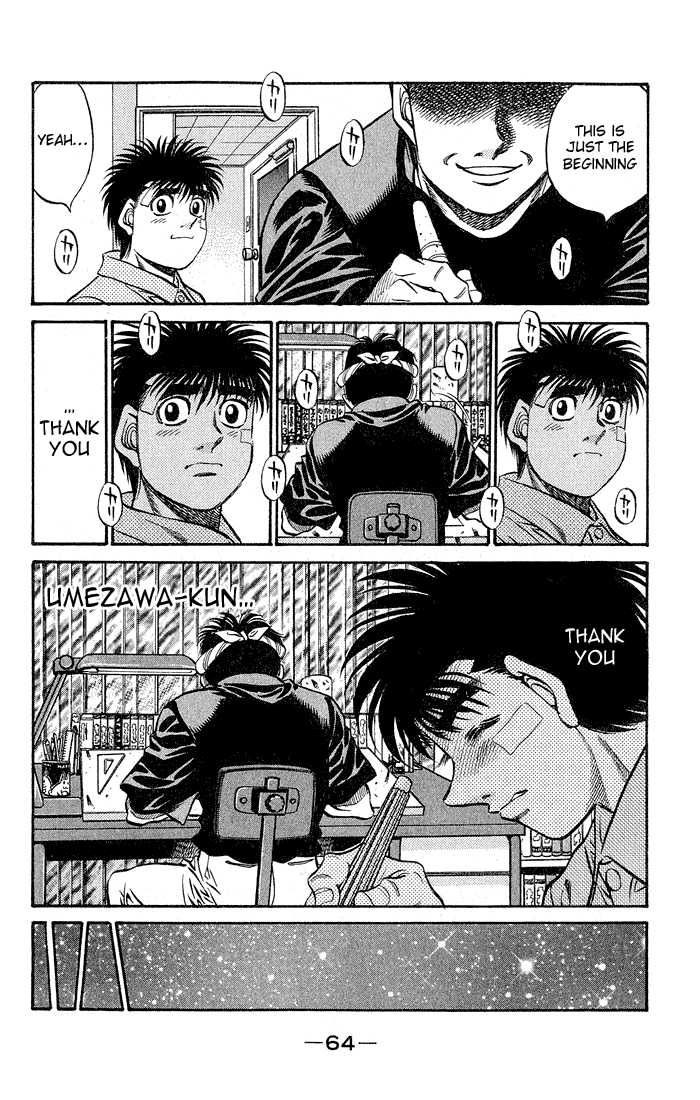 THIS IS
JUST THE
BEGINNING
YEAH...
...
THANK
YOU
THANK
YOU
UMEZAWA-KUN...
—64—